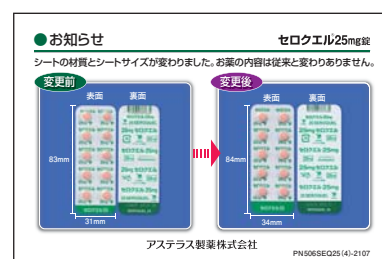 ●お知らせ
セロクエル25mg錠
シートの材質とシートサイズが変わりました。お薬の内容は従来と変わりありません。
変更前
表面 裏面
83mm
31mm
変更後
表面 裏面
84mm
34mm
アステラス製薬株式会社
PN506SEQ25(4)-2107